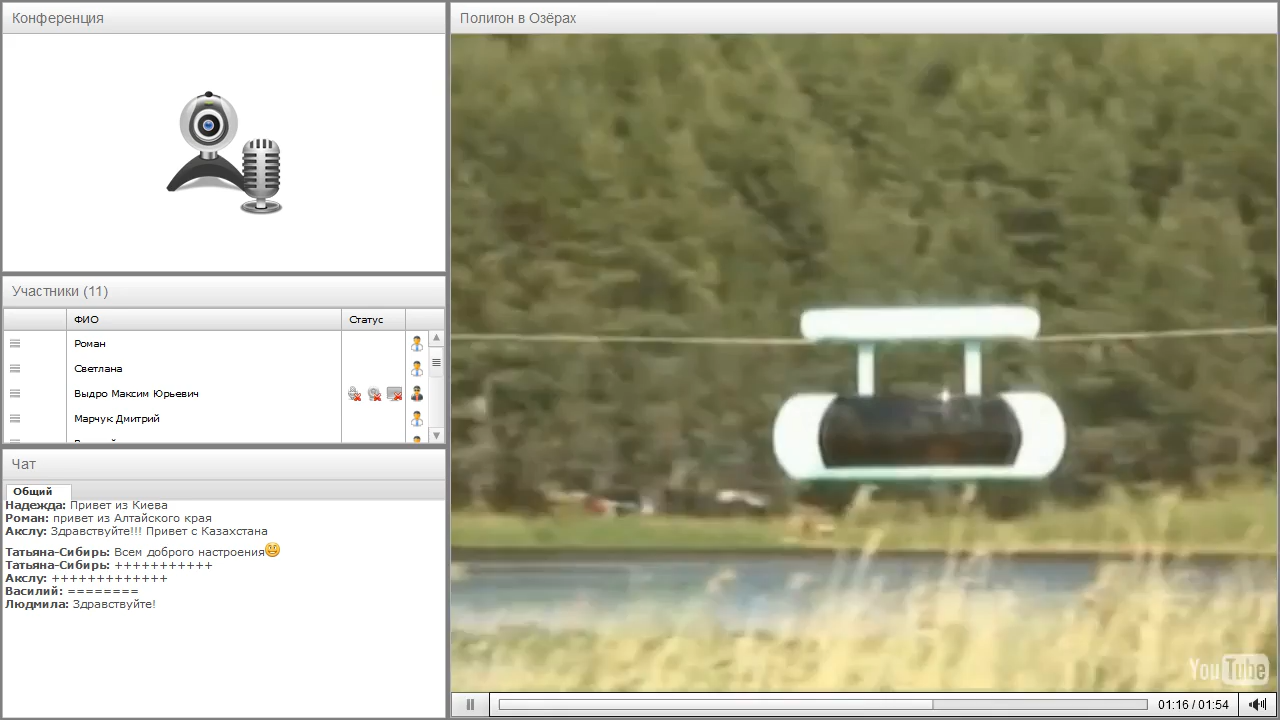 Конференция
Полигон в Озёрах
Участники (11)
ФИО Статус
Роман
Светлана
Выдро Максим Юрьевич
Марчук Дмитрий
Чат
Общий
Надежда: Привет из Киева
Роман: привет из Алтайского края
Акслу: Здравствуйте!!! Привет с Казахстана
Татьяна-Сибирь: Всем доброго настроения
Татьяна-Сибирь: +++++++++++
Акслу: +++++++++++++
Василий: ========
Людмила: Здравствуйте!
YouTube
01:16 / 01:54